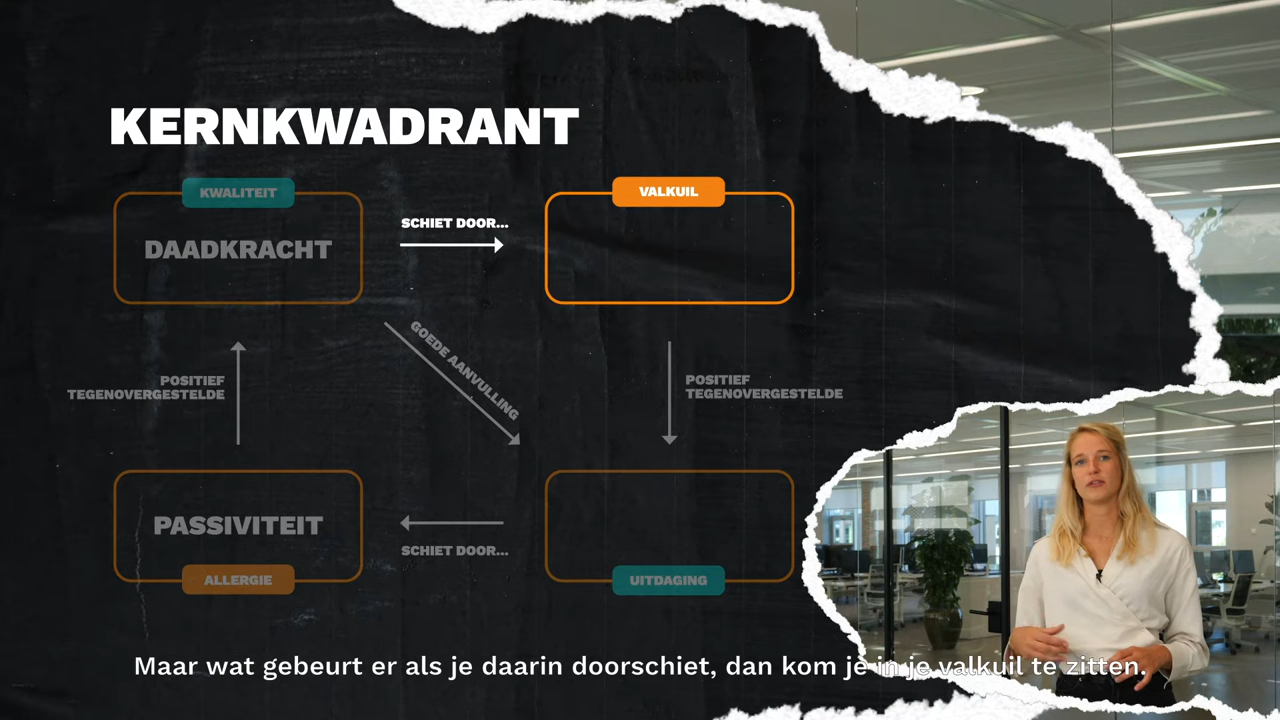 KERNKWADRANT
KWALITEIT
DAADKRACHT
SCHIET DOOR...
VALKUIL
GOEDE AANVULLING
POSITIEF
TEGENOVERGESTELDE
POSITIEF
TEGENOVERGESTELDE
PASSIVITEIT
ALLERGIE
SCHIET DOOR...
UITDAGING
Maar wat gebeurt er als je daarin doorschiet, dan kom je in je valkuil te zitten.